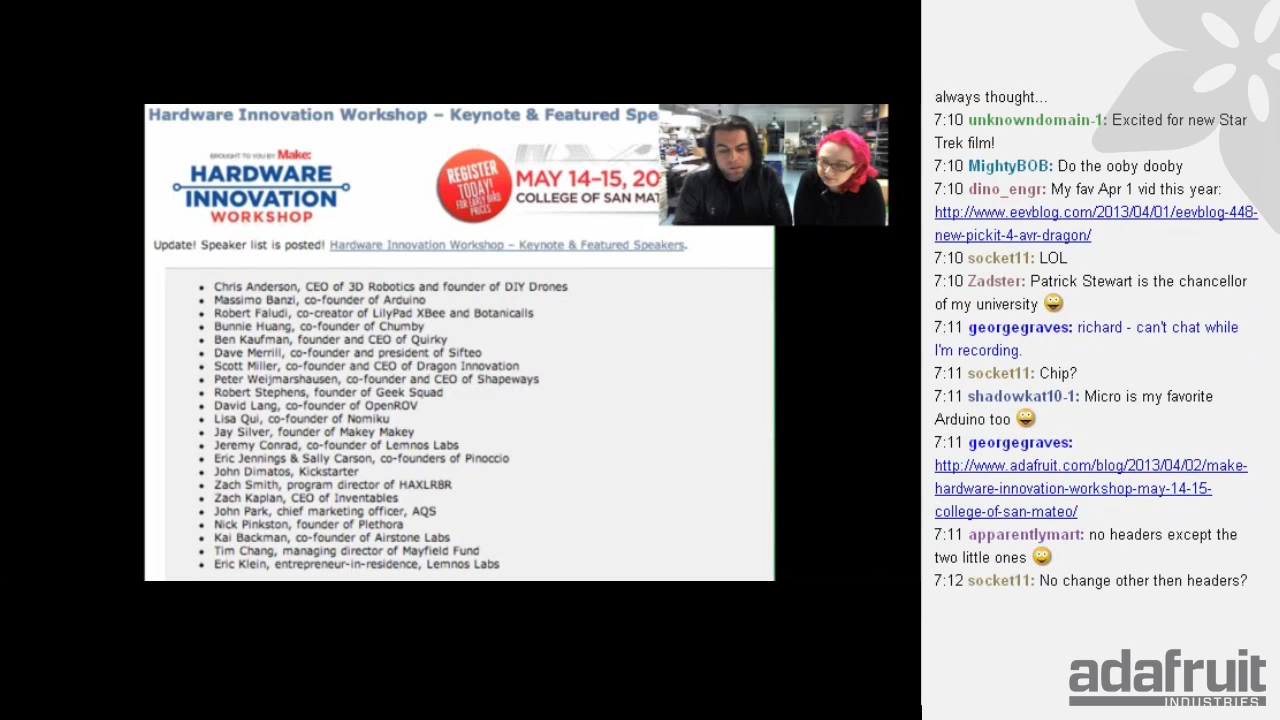 Hardware Innovation Workshop – Keynote & Featured Spe
BROUGHT TO YOU BY Make:
HARDWARE
INNOVATION
WORKSHOP
REGISTER
TODAY!
FOR EARLY BIRD
PRICES
MAY 14–15, 20
COLLEGE OF SAN MAT
Update! Speaker list is posted! Hardware Innovation Workshop – Keynote & Featured Speakers.
• Chris Anderson, CEO of 3D Robotics and founder of DIY Drones
• Massimo Banzi, co-founder of Arduino
• Robert Faludi, co-creator of LilyPad XBee and Botanicalls
• Bunnie Huang, co-founder of Chumby
• Ben Kaufman, founder and CEO of Quirky
• Dave Merrill, co-founder and president of Sifteo
• Scott Miller, co-founder and CEO of Dragon Innovation
• Peter Weijmarshausen, co-founder and CEO of Shapeways
• Robert Stephens, founder of Geek Squad
• David Lang, co-founder of OpenROV
• Lisa Qui, co-founder of Nomiku
• Jay Silver, founder of Makey Makey
• Jeremy Conrad, co-founder of Lemnos Labs
• Eric Jennings & Sally Carson, co-founders of Pinoccio
• John Dimatos, Kickstarter
• Zach Smith, program director of HAXLR8R
• Zach Kaplan, CEO of Inventables
• John Park, chief marketing officer, AQS
• Nick Pinkston, founder of Plethora
• Kai Backman, co-founder of Airstone Labs
• Tim Chang, managing director of Mayfield Fund
• Eric Klein, entrepreneur-in-residence, Lemnos Labs
always thought...
7:10 unknowndomain-1: Excited for new Star
Trek film!
7:10 MightyBOB: Do the ooby dooby
7:10 dino_engr: My fav Apr 1 vid this year:
http://www.eevblog.com/2013/04/01/eevblog-448-
new-pickit-4-avr-dragon/
7:10 socket11: LOL
7:10 Zadster: Patrick Stewart is the chancellor
of my university
7:11 georgegraves: richard - can't chat while
I'm recording.
7:11 socket11: Chip?
7:11 shadowkat10-1: Micro is my favorite
Arduino too
7:11 georgegraves:
http://www.adafruit.com/blog/2013/04/02/make-
hardware-innovation-workshop-may-14-15-
college-of-san-mateo/
7:11 apparentlymart: no headers except the
two little ones
7:12 socket11: No change other then headers?
adafruit
INDUSTRIES